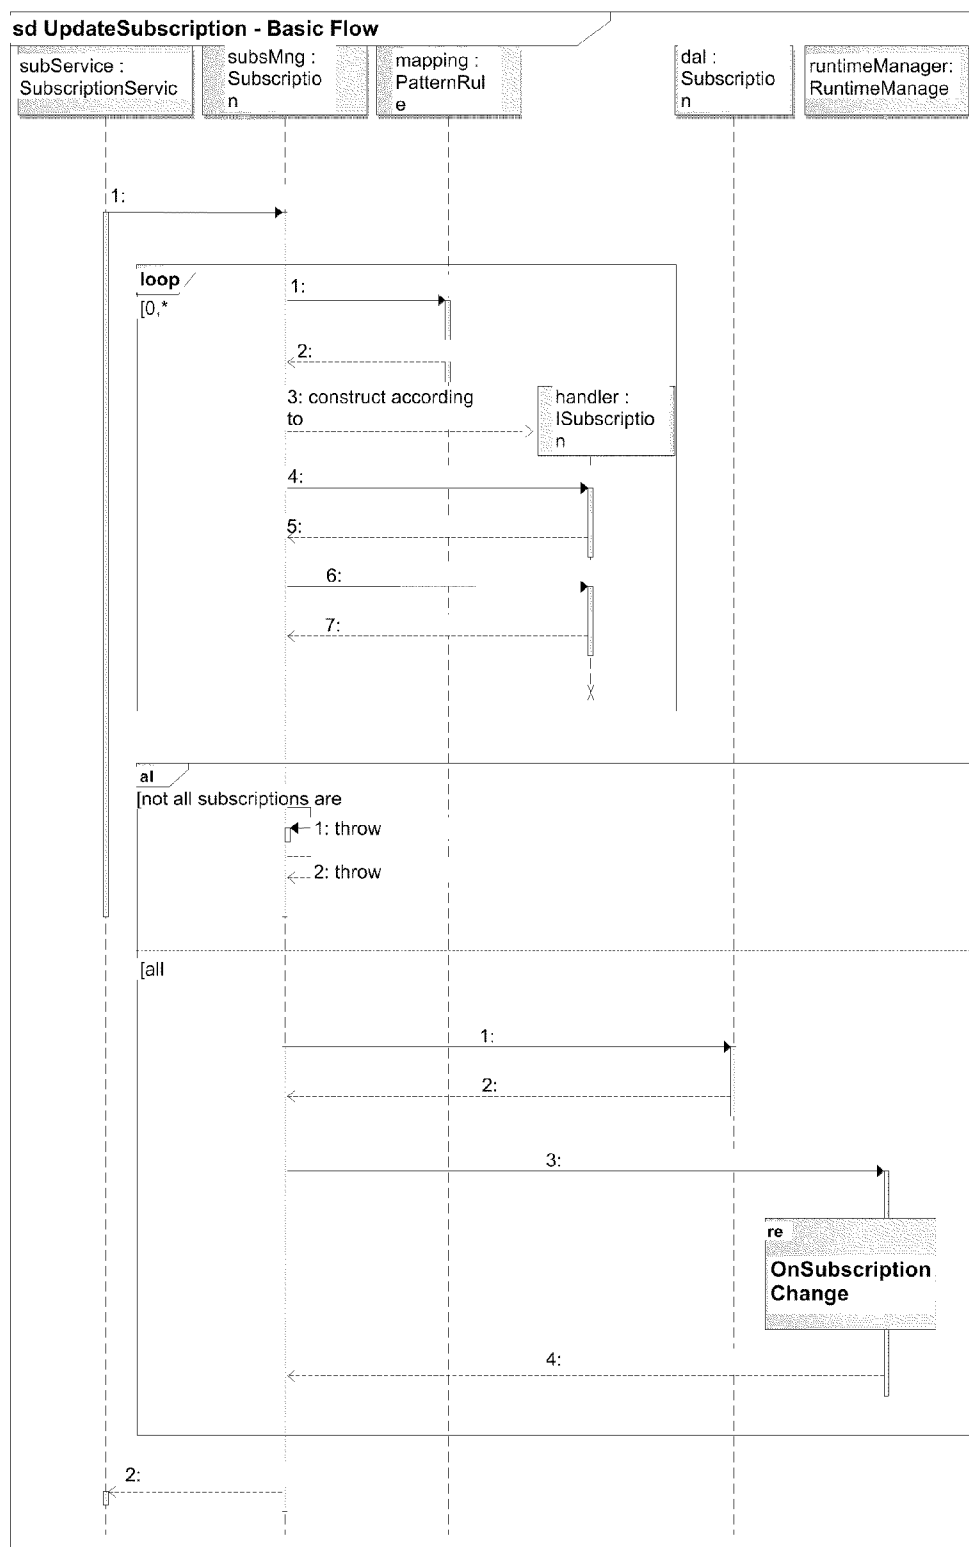 sd UpdateSubscription - Basic Flow
subService :
SubscriptionServic
subsMng :
Subscriptio
n
mapping :
PatternRul
e
dal :
Subscriptio
n
runtimeManager:
RuntimeManage
1:
loop
[0,*
1:
2:
3: construct according
to
handler :
ISubscriptio
n
4:
5:
6:
7:
al
[not all subscriptions are
1: throw
2: throw
[all
1:
2:
3:
re
OnSubscription
Change
4:
2: